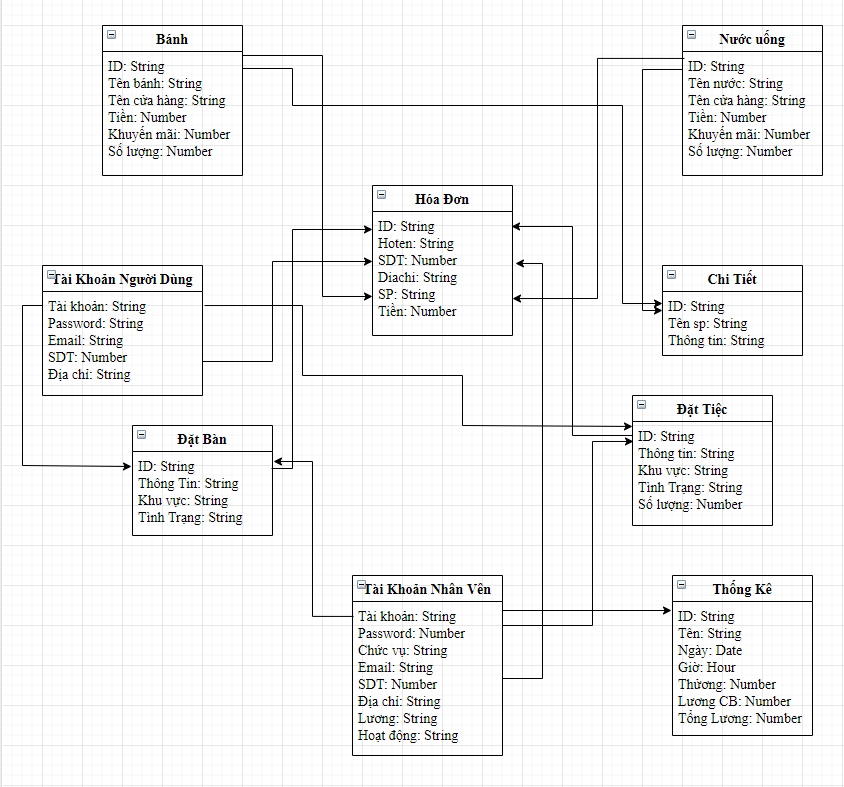 Bánh
ID: String
Tên bánh: String
Tên cửa hàng: String
Tiền: Number
Khuyến mãi: Number
Số lượng: Number
Nước uống
ID: String
Tên nước: String
Tên cửa hàng: String
Tiền: Number
Khuyến mãi: Number
Số lượng: Number
Hóa Đơn
ID: String
Hoten: String
SDT: Number
Diachi: String
SP: String
Tiền: Number
Tài Khoản Người Dùng
Tài khoản: String
Password: String
Email: String
SDT: Number
Địa chỉ: String
Chi Tiết
ID: String
Tên sp: String
Thông tin: String
Đặt Bàn
ID: String
Thông Tin: String
Khu vực: String
Tình Trạng: String
Đặt Tiệc
ID: String
Thông tin: String
Khu vực: String
Tình Trạng: String
Số lượng: Number
Tài Khoản Nhân Vên
Tài khoản: String
Password: Number
Chức vụ: String
Email: String
SDT: Number
Địa chỉ: String
Lương: String
Hoạt động: String
Thống Kê
ID: String
Tên: String
Ngày: Date
Giờ: Hour
Thưởng: Number
Lương CB: Number
Tổng Lương: Number